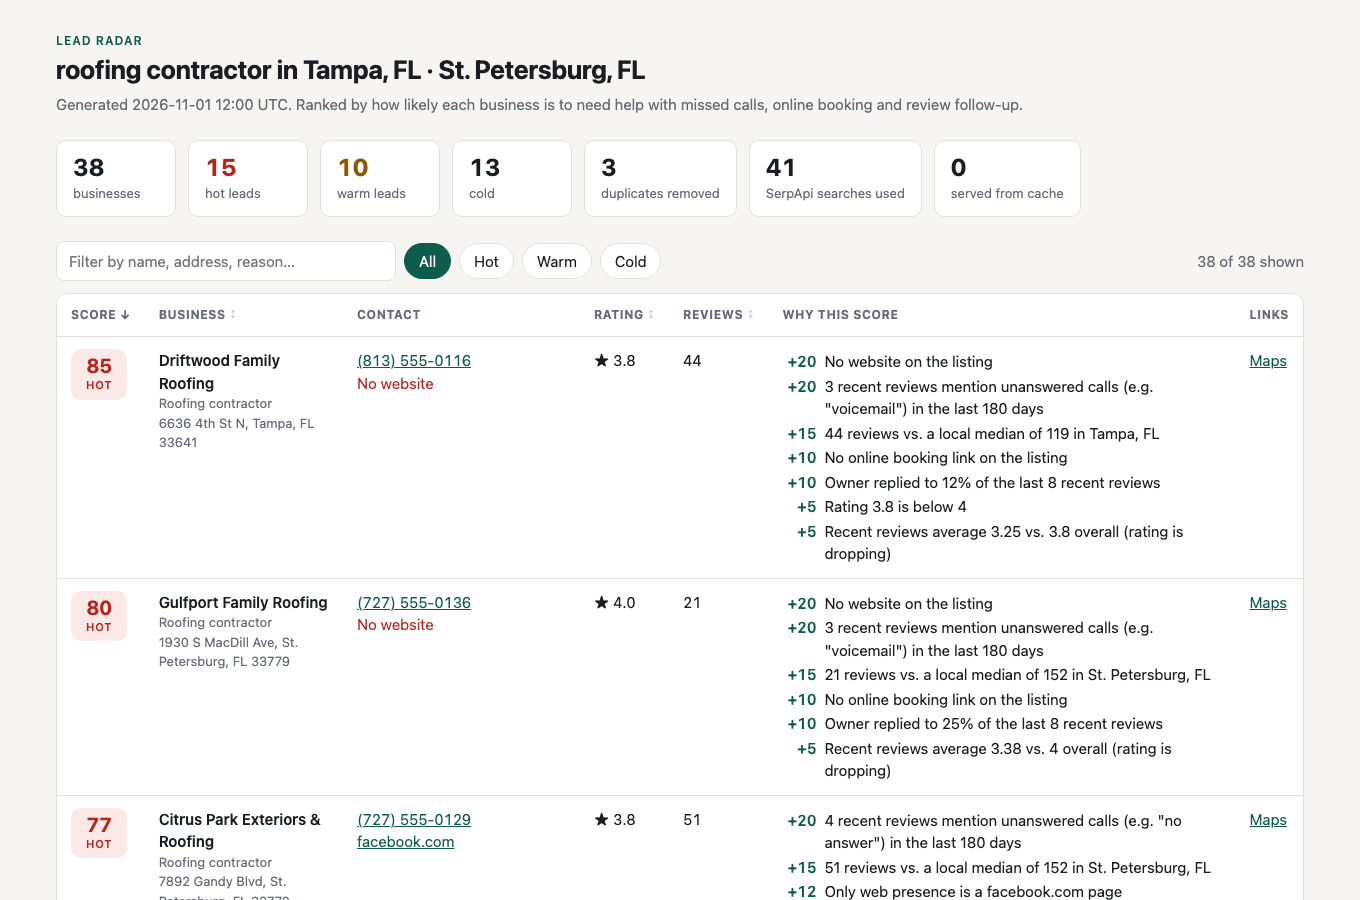 LEAD RADAR
roofing contractor in Tampa, FL · St. Petersburg, FL
Generated 2026-11-01 12:00 UTC. Ranked by how likely each business is to need help with missed calls, online booking and review follow-up.
38
businesses
15
hot leads
10
warm leads
13
cold
3
duplicates removed
41
SerpApi searches used
0
served from cache
Filter by name, address, reason...
All
Hot
Warm
Cold
38 of 38 shown
SCORE ↓ BUSINESS ↕ CONTACT RATING ↕ REVIEWS ↕ WHY THIS SCORE LINKS
85
HOT
Driftwood Family
Roofing
Roofing contractor
6636 4th St N, Tampa, FL
33641
(813) 555-0116
No website
★ 3.8
44
+20 No website on the listing
+20 3 recent reviews mention unanswered calls (e.g.
"voicemail") in the last 180 days
+15 44 reviews vs. a local median of 119 in Tampa, FL
+10 No online booking link on the listing
+10 Owner replied to 12% of the last 8 recent reviews
+5 Rating 3.8 is below 4
+5 Recent reviews average 3.25 vs. 3.8 overall (rating is
dropping)
Maps
80
HOT
Gulfport Family Roofing
Roofing contractor
1930 S MacDill Ave, St.
Petersburg, FL 33779
(727) 555-0136
No website
★ 4.0
21
+20 No website on the listing
+20 3 recent reviews mention unanswered calls (e.g.
"voicemail") in the last 180 days
+15 21 reviews vs. a local median of 152 in St. Petersburg, FL
+10 No online booking link on the listing
+10 Owner replied to 25% of the last 8 recent reviews
+5 Recent reviews average 3.38 vs. 4 overall (rating is
dropping)
Maps
77
HOT
Citrus Park Exteriors &
Roofing
Roofing contractor
7892 Gandy Blvd, St.
(727) 555-0129
facebook.com
★ 3.8
51
+20 4 recent reviews mention unanswered calls (e.g. "no
answer") in the last 180 days
+15 51 reviews vs. a local median of 152 in St. Petersburg, FL
+12 Only web presence is a facebook.com page
Maps